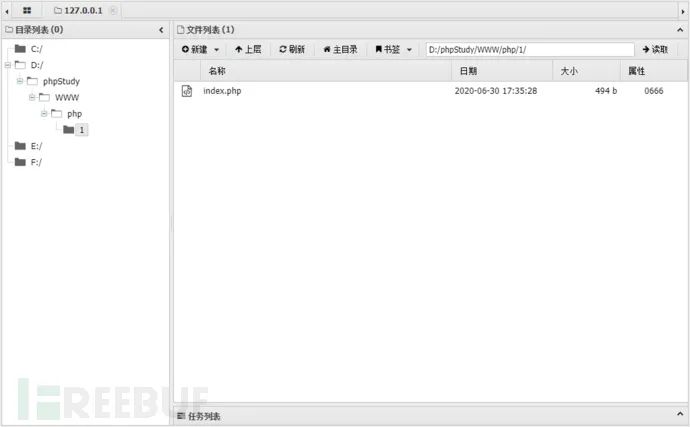 127.0.0.1
目录列表 (0)
C:/
D:/
phpStudy
WWW
php
1
E:/
F:/
文件列表 (1)
新建 上层 刷新 主目录 书签 D:/phpStudy/WWW/php/1/ 读取
名称 日期 大小 属性
index.php 2020-06-30 17:35:28 494 b 0666
任务列表
FREEBUF